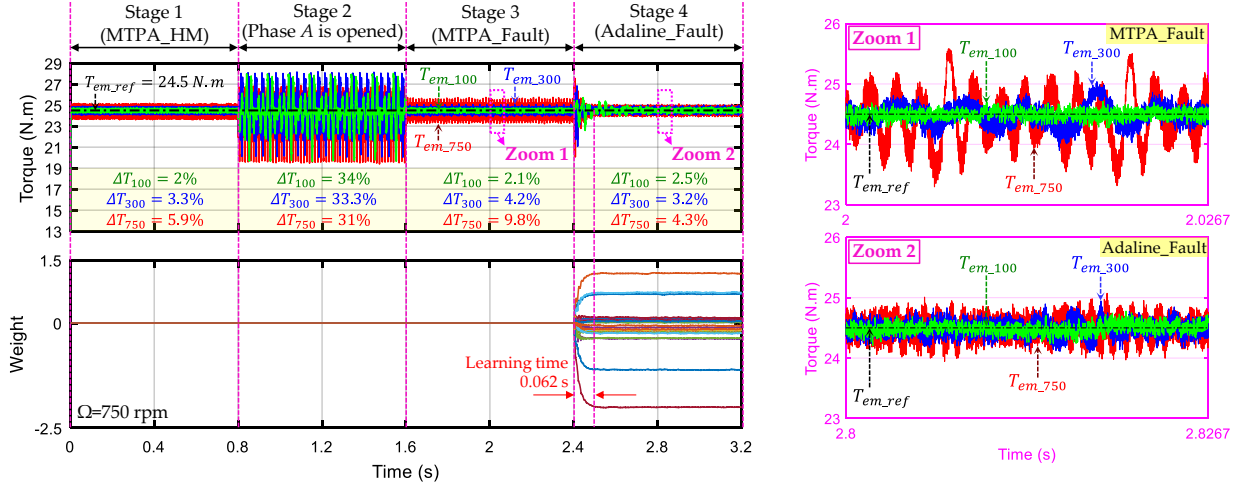 Stage 1
(MTPA_HM)
Stage 2
(Phase A is opened)
Stage 3
(MTPA_Fault)
Stage 4
(Adaline_Fault)
29
27
25
23
21
19
17
15
13
Torque (N.m)
T_em_ref = 24.5 N.m
T_em_100
T_em_300
T_em_750
Zoom 1
Zoom 2
ΔT_100 = 2%
ΔT_300 = 3.3%
ΔT_750 = 5.9%
ΔT_100 = 34%
ΔT_300 = 33.3%
ΔT_750 = 31%
ΔT_100 = 2.1%
ΔT_300 = 4.2%
ΔT_750 = 9.8%
ΔT_100 = 2.5%
ΔT_300 = 3.2%
ΔT_750 = 4.3%
1.5
0
-2.5
Weight
Learning time
0.062 s
Ω=750 rpm
0 0.4 0.8 1.2 1.6 2 2.4 2.8 3.2
Time (s)
Zoom 1
MTPA_Fault
26
25
24
23
Torque (N.m)
T_em_100
T_em_300
T_em_ref
T_em_750
2 2.0267
Zoom 2
Adaline_Fault
26
25
24
23
Torque (N.m)
T_em_100
T_em_300
T_em_750
T_em_ref
2.8 2.8267
Time (s)